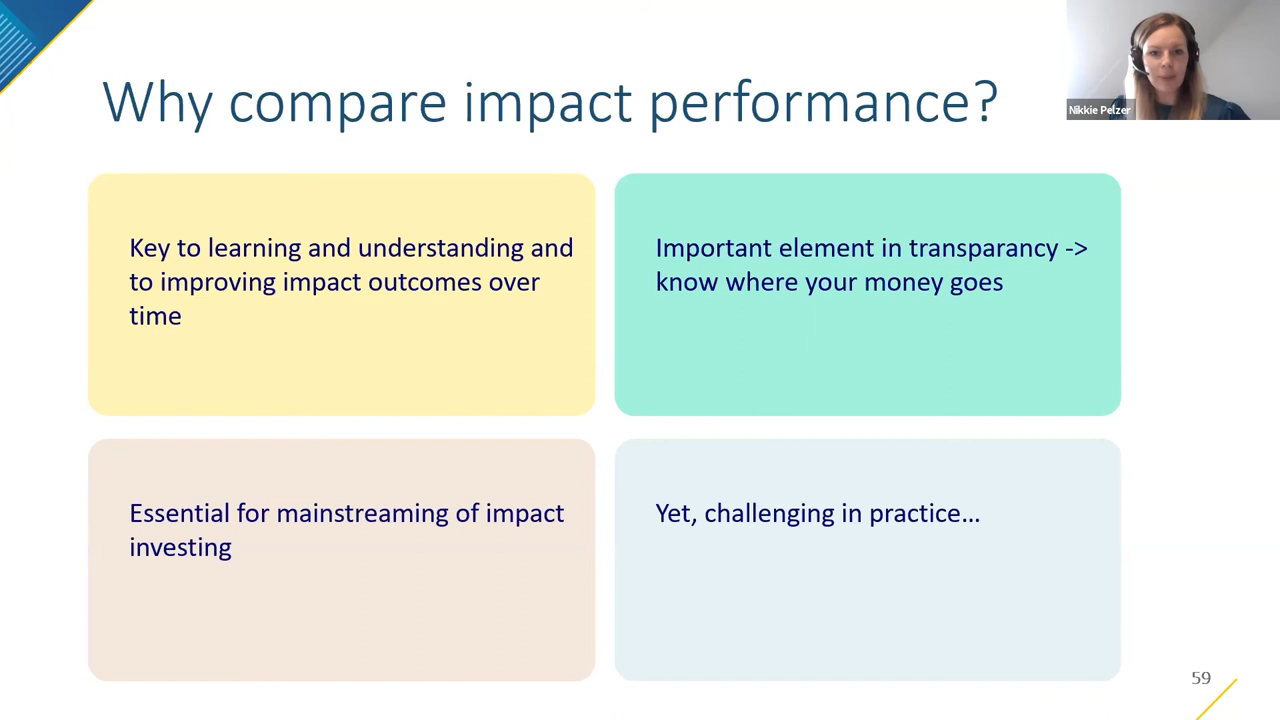 Why compare impact performance?
Nikkie Pelzer
Key to learning and understanding and
to improving impact outcomes over
time
Important element in transparancy ->
know where your money goes
Essential for mainstreaming of impact
investing
Yet, challenging in practice...
59